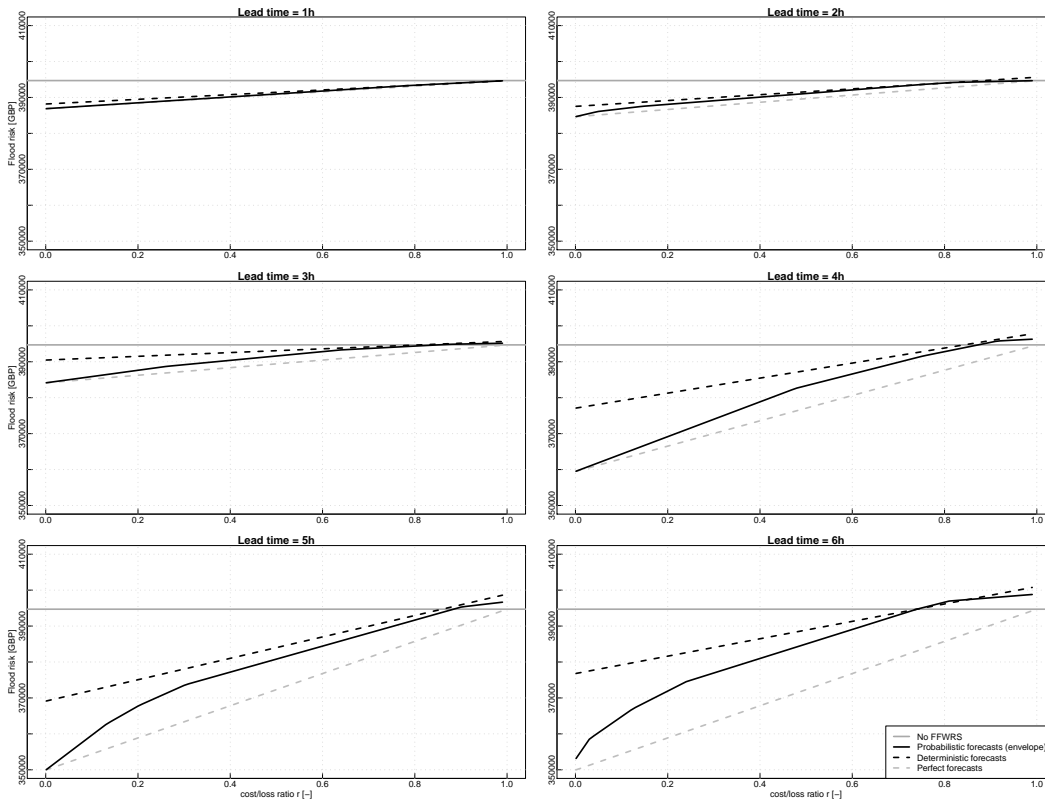 Lead time = 1h
410000
390000
370000
350000
Flood risk [GBP]
0.0 0.2 0.4 0.6 0.8 1.0
Lead time = 2h
410000
390000
370000
350000
0.0 0.2 0.4 0.6 0.8 1.0
Lead time = 3h
410000
390000
370000
350000
Flood risk [GBP]
0.0 0.2 0.4 0.6 0.8 1.0
Lead time = 4h
410000
390000
370000
350000
0.0 0.2 0.4 0.6 0.8 1.0
Lead time = 5h
410000
390000
370000
350000
Flood risk [GBP]
0.0 0.2 0.4 0.6 0.8 1.0
cost/loss ratio r [−]
Lead time = 6h
410000
390000
370000
350000
No FFWRS
Probabilistic forecasts (envelope)
Deterministic forecasts
Perfect forecasts
0.0 0.2 0.4 0.6 0.8 1.0
cost/loss ratio r [−]